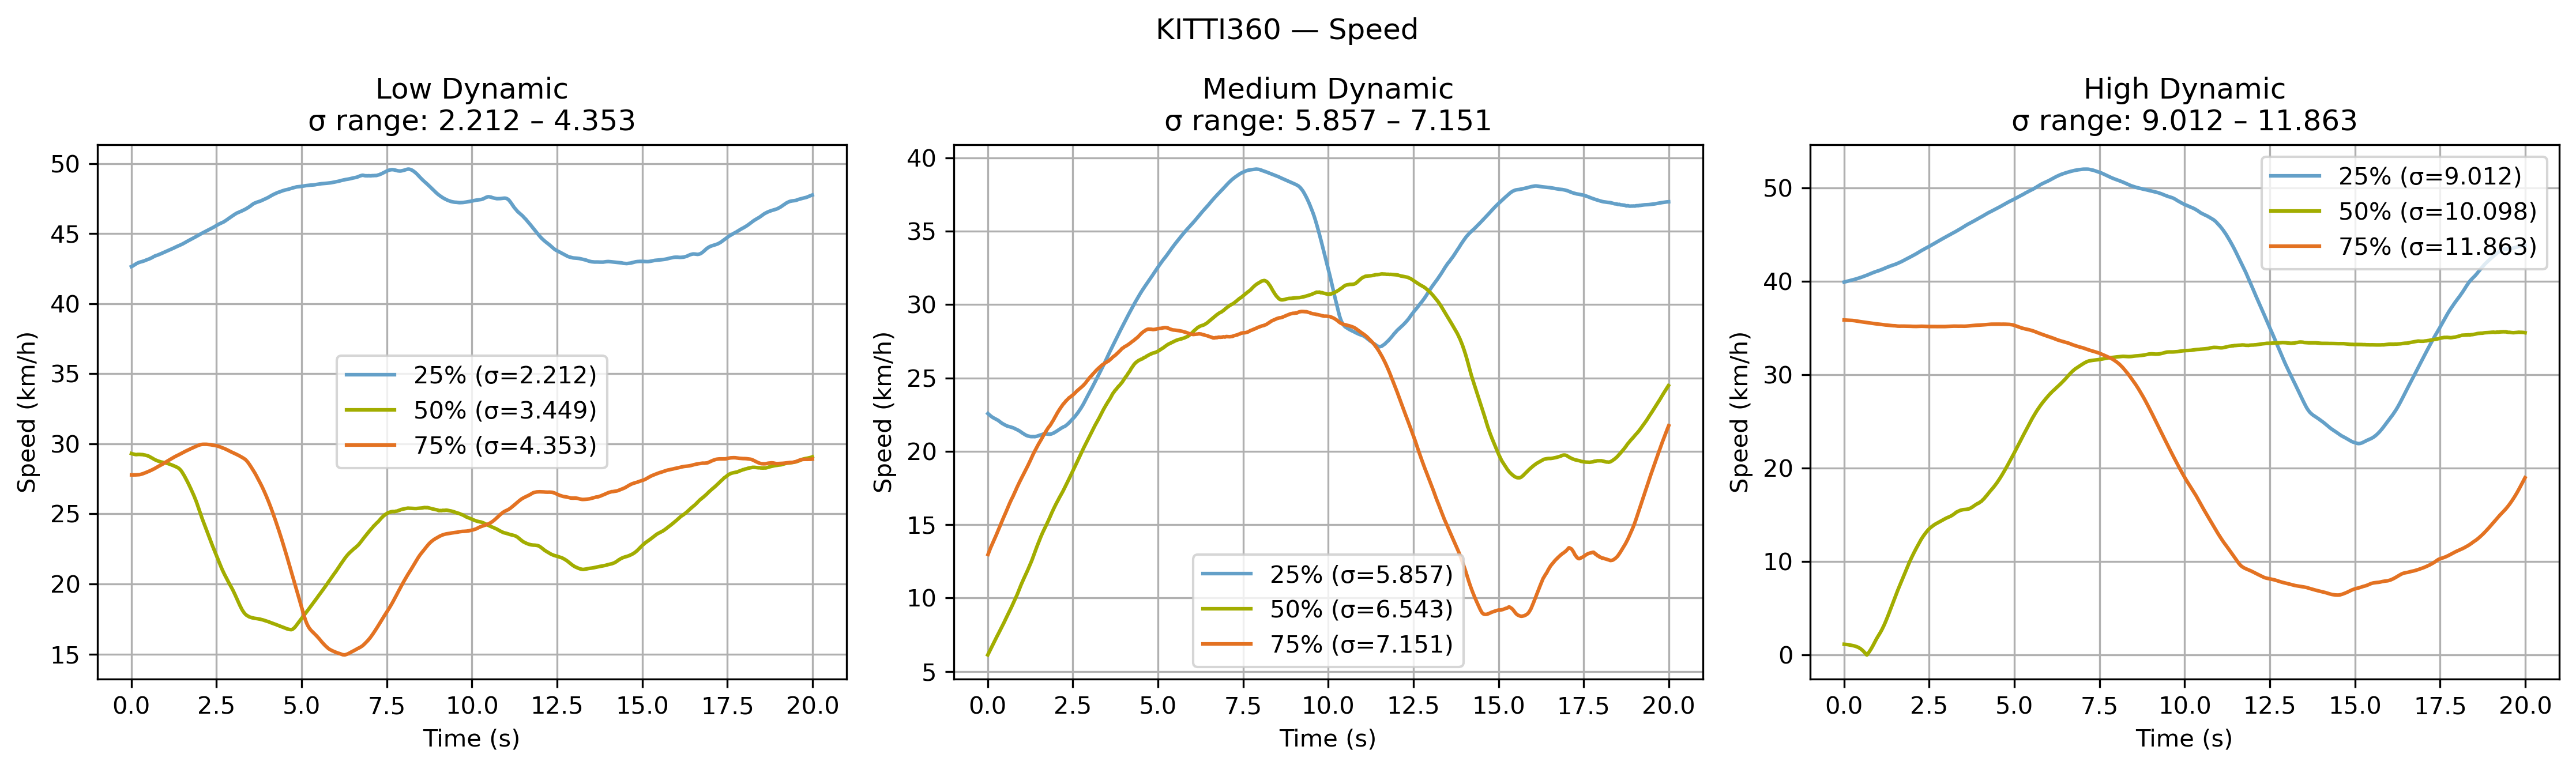 KITTI360 — Speed
Low Dynamic
σ range: 2.212 – 4.353
50
45
40
35
30
25
20
15
Speed (km/h)
25% (σ=2.212)
50% (σ=3.449)
75% (σ=4.353)
0.0 2.5 5.0 7.5 10.0 12.5 15.0 17.5 20.0
Time (s)
Medium Dynamic
σ range: 5.857 – 7.151
40
35
30
25
20
15
10
5
Speed (km/h)
25% (σ=5.857)
50% (σ=6.543)
75% (σ=7.151)
0.0 2.5 5.0 7.5 10.0 12.5 15.0 17.5 20.0
Time (s)
High Dynamic
σ range: 9.012 – 11.863
50
40
30
20
10
0
Speed (km/h)
25% (σ=9.012)
50% (σ=10.098)
75% (σ=11.863)
0.0 2.5 5.0 7.5 10.0 12.5 15.0 17.5 20.0
Time (s)